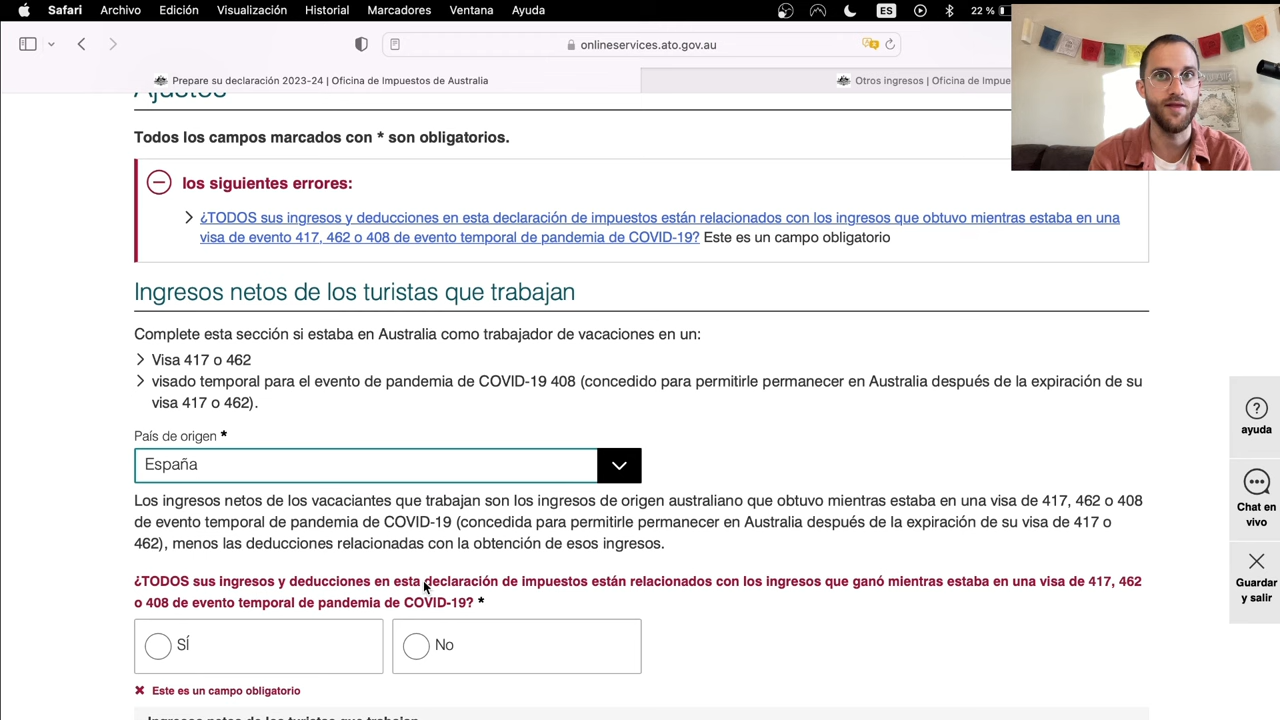 Safari Archivo Edición Visualización Historial Marcadores Ventana Ayuda ES 22 %
onlineservices.ato.gov.au
Prepare su declaración 2023-24 | Oficina de Impuestos de Australia
Otros ingresos | Oficina de Impue
Ajustes
Todos los campos marcados con * son obligatorios.
los siguientes errores:
¿TODOS sus ingresos y deducciones en esta declaración de impuestos están relacionados con los ingresos que obtuvo mientras estaba en una
visa de evento 417, 462 o 408 de evento temporal de pandemia de COVID-19? Este es un campo obligatorio
Ingresos netos de los turistas que trabajan
Complete esta sección si estaba en Australia como trabajador de vacaciones en un:
Visa 417 o 462
visado temporal para el evento de pandemia de COVID-19 408 (concedido para permitirle permanecer en Australia después de la expiración de su
visa 417 o 462).
País de origen *
España
Los ingresos netos de los vacaciantes que trabajan son los ingresos de origen australiano que obtuvo mientras estaba en una visa de 417, 462 o 408
de evento temporal de pandemia de COVID-19 (concedida para permitirle permanecer en Australia después de la expiración de su visa de 417 o
462), menos las deducciones relacionadas con la obtención de esos ingresos.
¿TODOS sus ingresos y deducciones en esta declaración de impuestos están relacionados con los ingresos que ganó mientras estaba en una visa de 417, 462
o 408 de evento temporal de pandemia de COVID-19? *
SÍ
No
Este es un campo obligatorio
Ingresos netos de los turistas que trabajan
ayuda
Chat en
vivo
Guardar
y salir